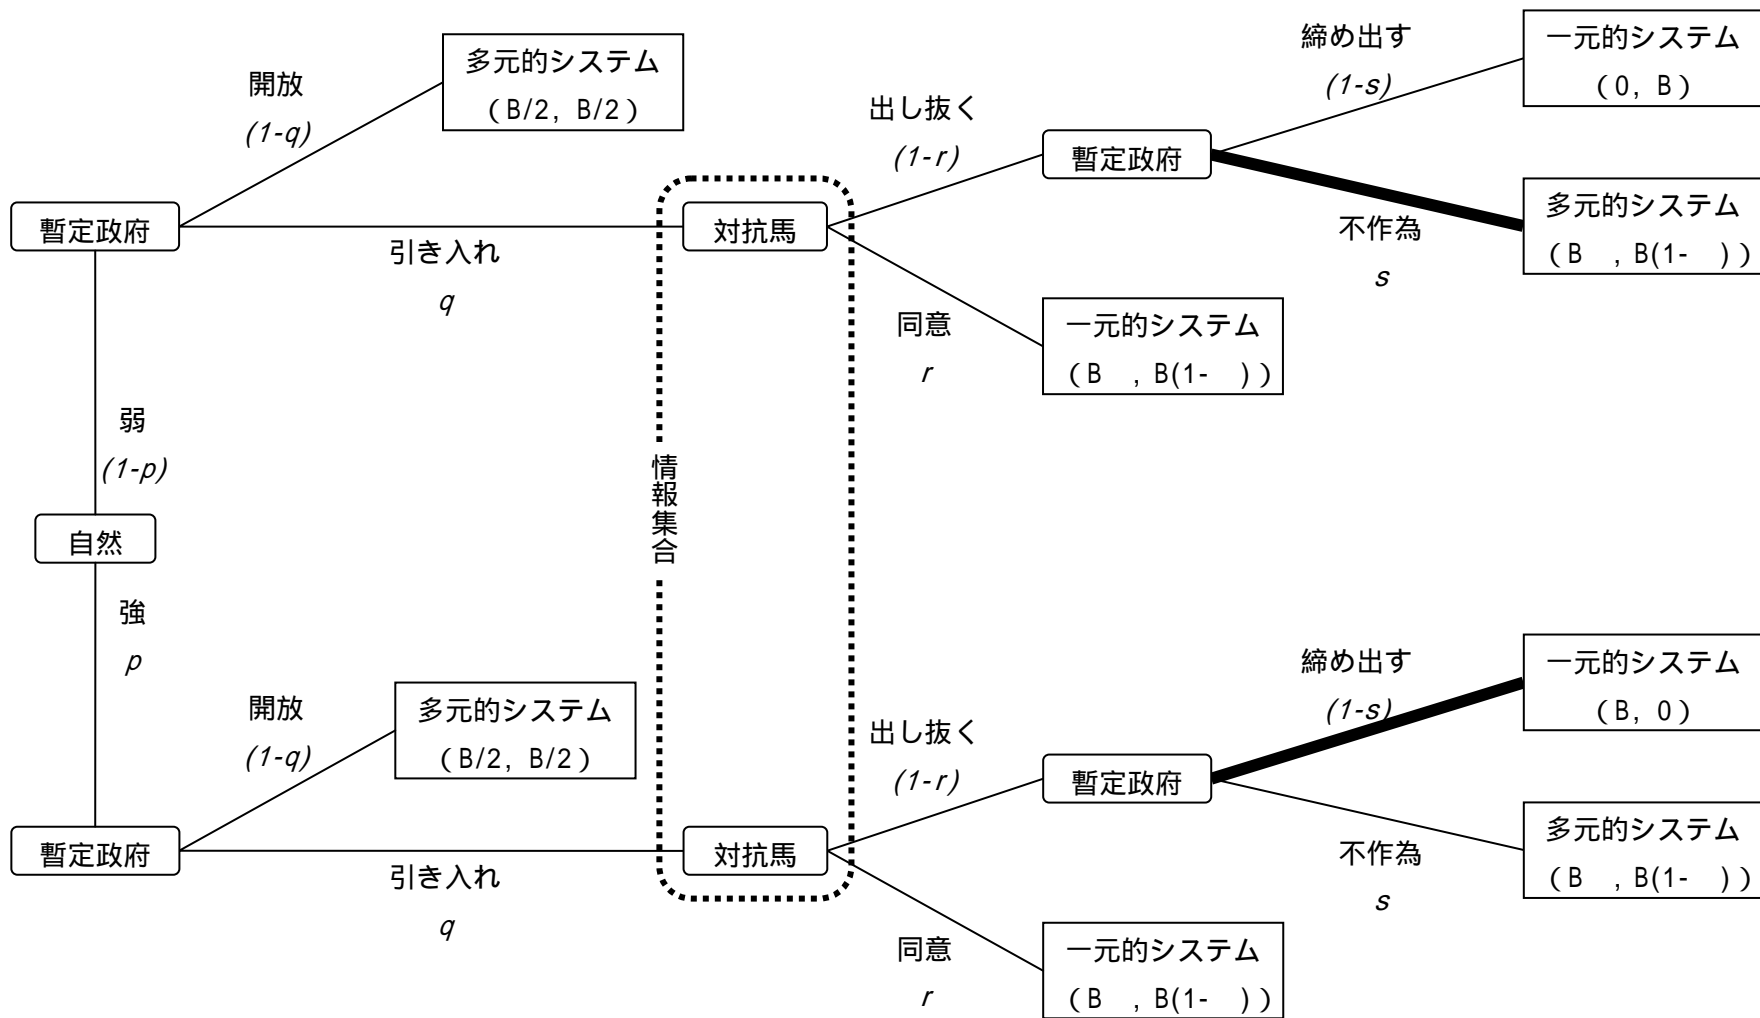 開放
(1-q)
多元的システム
(B/2, B/2)
出し抜く
(1-r)
締め出す
(1-s)
一元的システム
(0, B)
暫定政府
引き入れ
q
対抗馬
暫定政府
不作為
s
多元的システム
(B , B(1- ))
同意
r
一元的システム
(B , B(1- ))
弱
(1-p)
自然
強
p
情報集合
開放
(1-q)
多元的システム
(B/2, B/2)
出し抜く
(1-r)
締め出す
(1-s)
一元的システム
(B, 0)
暫定政府
引き入れ
q
対抗馬
暫定政府
不作為
s
多元的システム
(B , B(1- ))
同意
r
一元的システム
(B , B(1- ))